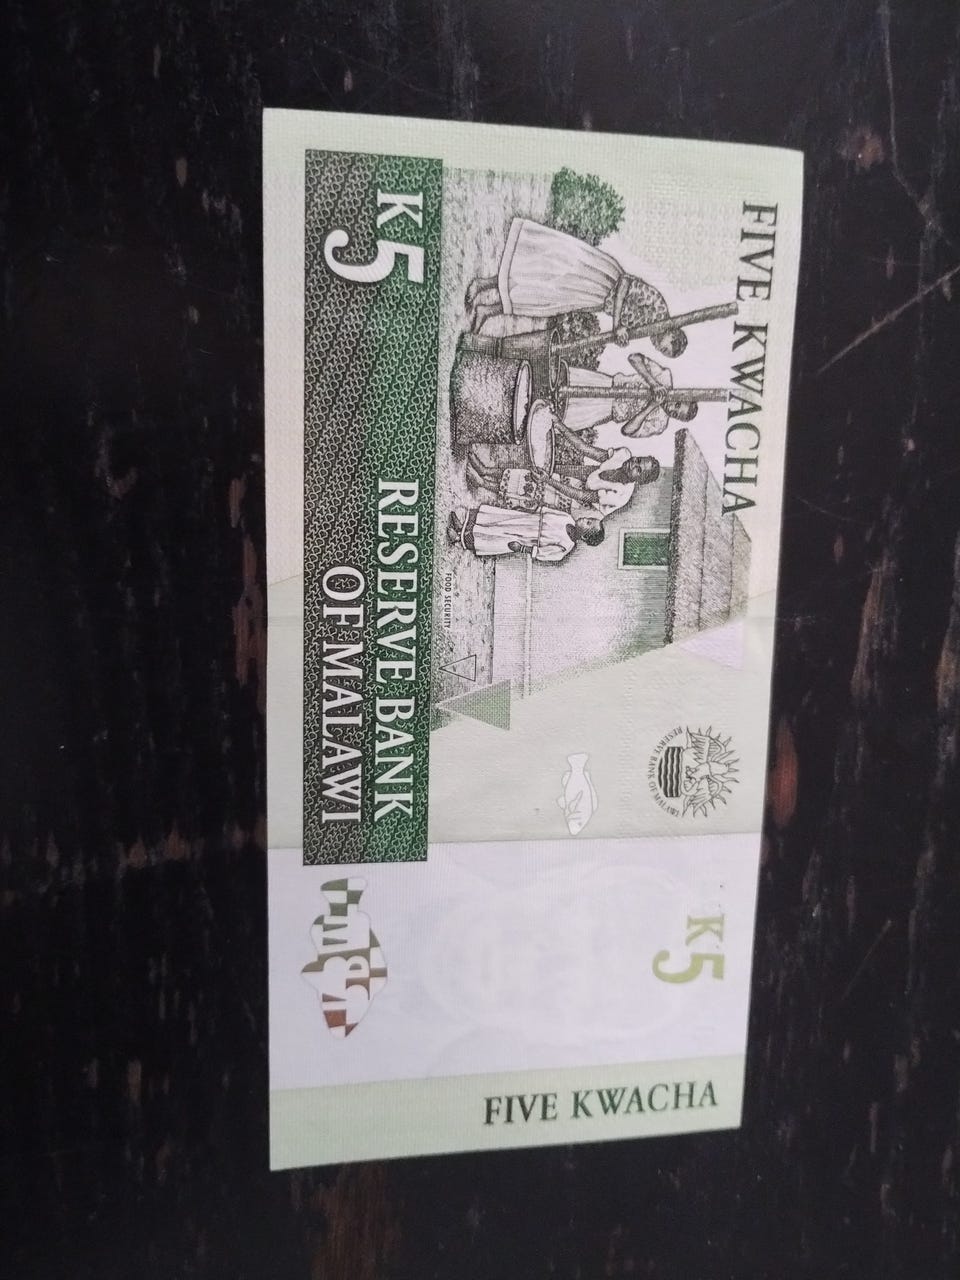 FIVE KWACHA
FOOD SECURITY
K5
RESERVE BANK
OF MALAWI
RESERVE BANK OF MALAWI
K5
FIVE KWACHA